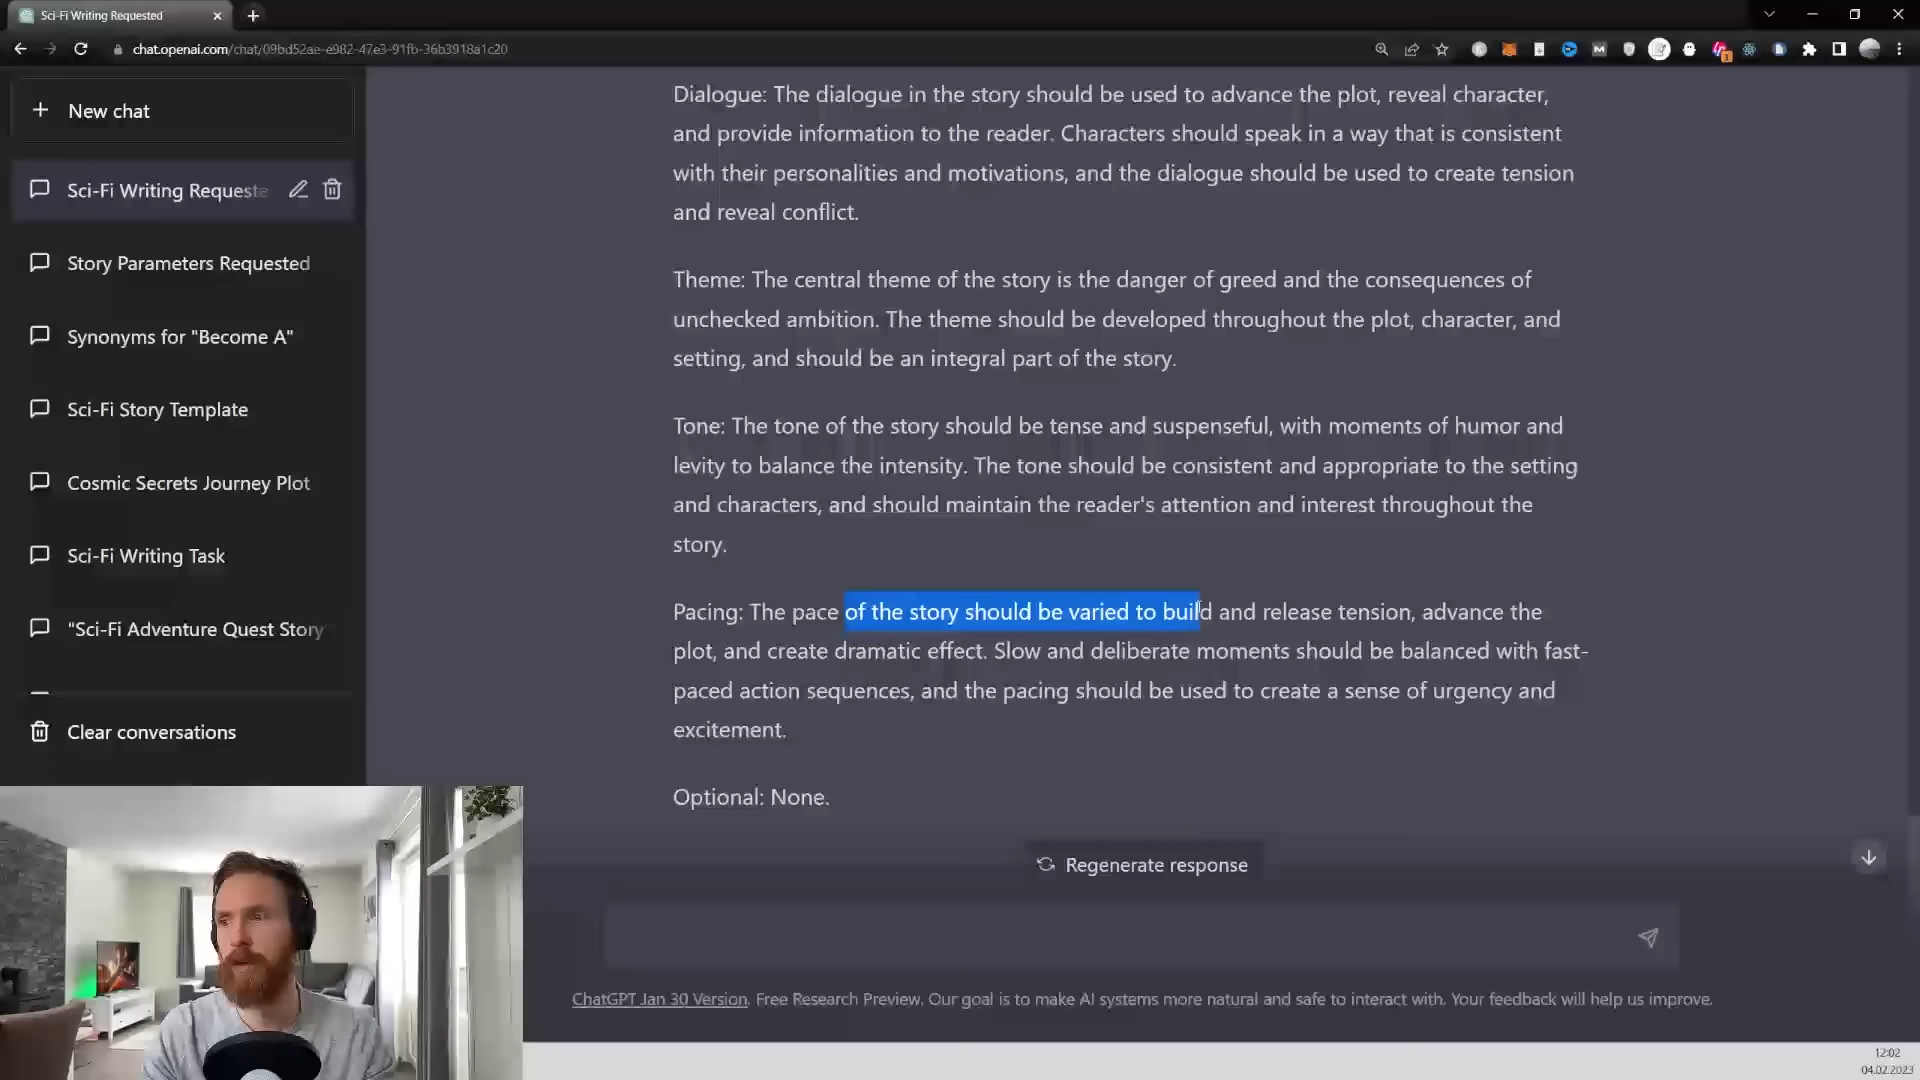 Sci-Fi Writing Requested
chat.openai.com/chat/09bd52ae-e982-47e3-91fb-36b3918a1c20
New chat
Sci-Fi Writing Requeste
Story Parameters Requested
Synonyms for "Become A"
Sci-Fi Story Template
Cosmic Secrets Journey Plot
Sci-Fi Writing Task
"Sci-Fi Adventure Quest Story
Clear conversations
Dialogue: The dialogue in the story should be used to advance the plot, reveal character,
and provide information to the reader. Characters should speak in a way that is consistent
with their personalities and motivations, and the dialogue should be used to create tension
and reveal conflict.
Theme: The central theme of the story is the danger of greed and the consequences of
unchecked ambition. The theme should be developed throughout the plot, character, and
setting, and should be an integral part of the story.
Tone: The tone of the story should be tense and suspenseful, with moments of humor and
levity to balance the intensity. The tone should be consistent and appropriate to the setting
and characters, and should maintain the reader's attention and interest throughout the
story.
Pacing: The pace of the story should be varied to build and release tension, advance the
plot, and create dramatic effect. Slow and deliberate moments should be balanced with fast-
paced action sequences, and the pacing should be used to create a sense of urgency and
excitement.
Optional: None.
Regenerate response
ChatGPT Jan 30 Version. Free Research Preview. Our goal is to make AI systems more natural and safe to interact with. Your feedback will help us improve.
12:02
04.02.2023